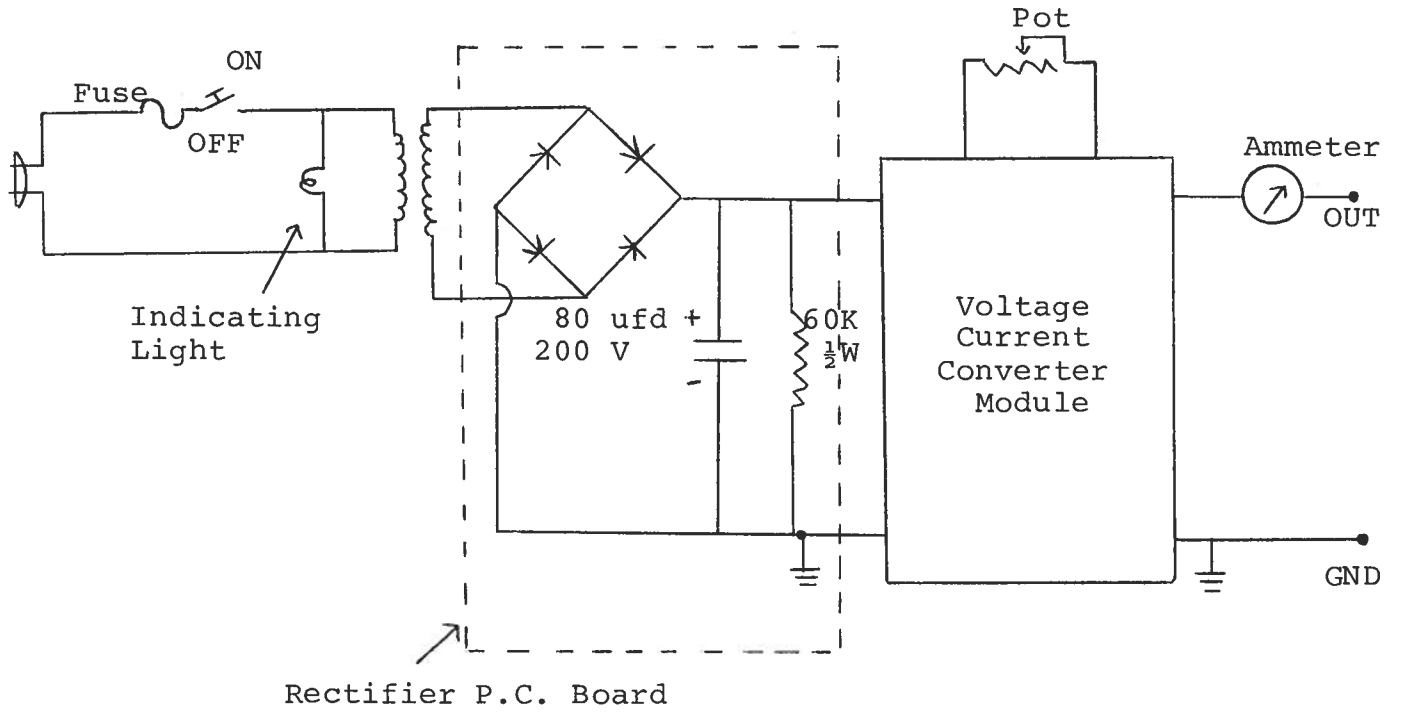 Pot
ON
Fuse
OFF
Ammeter
OUT
Indicating
Light
80 ufd +
200 V
-
60K
½W
Voltage
Current
Converter
Module
GND
Rectifier P.C. Board